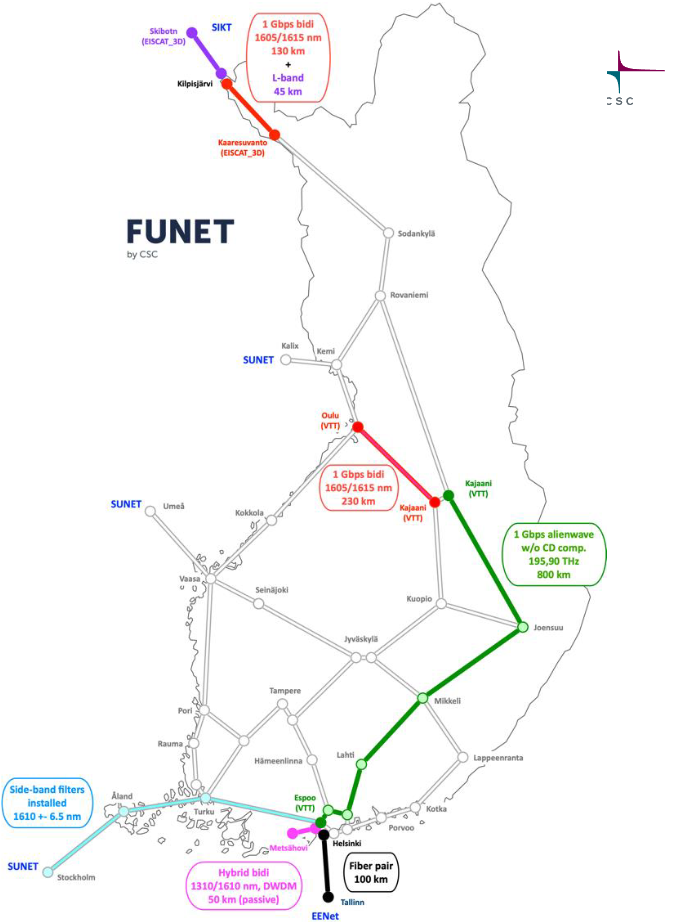 Skibotn
(EISCAT_3D)
SIKT
1 Gbps bidi
1605/1615 nm
130 km
+
L-band
45 km
Kilpisjärvi
CSC
Kaaresuvanto
(EISCAT_3D)
FUNET
by CSC
Sodankylä
Rovaniemi
Kalix
Kemi
SUNET
Oulu
(VTT)
1 Gbps bidi
1605/1615 nm
230 km
Kajaani
(VTT)
Kajaani
(VTT)
SUNET
Umeå
Kokkola
1 Gbps alienwave
w/o CD comp.
195,90 THz
800 km
Vaasa
Seinäjoki
Kuopio
Joensuu
Jyväskylä
Tampere
Mikkeli
Pori
Rauma
Hämeenlinna
Lahti
Lappeenranta
Side-band filters
installed
1610 +- 6.5 nm
Åland
Turku
Espoo
(VTT)
Kotka
Porvoo
Metsähovi
Helsinki
SUNET
Stockholm
Hybrid bidi
1310/1610 nm, DWDM
50 km (passive)
Fiber pair
100 km
Tallinn
EENet